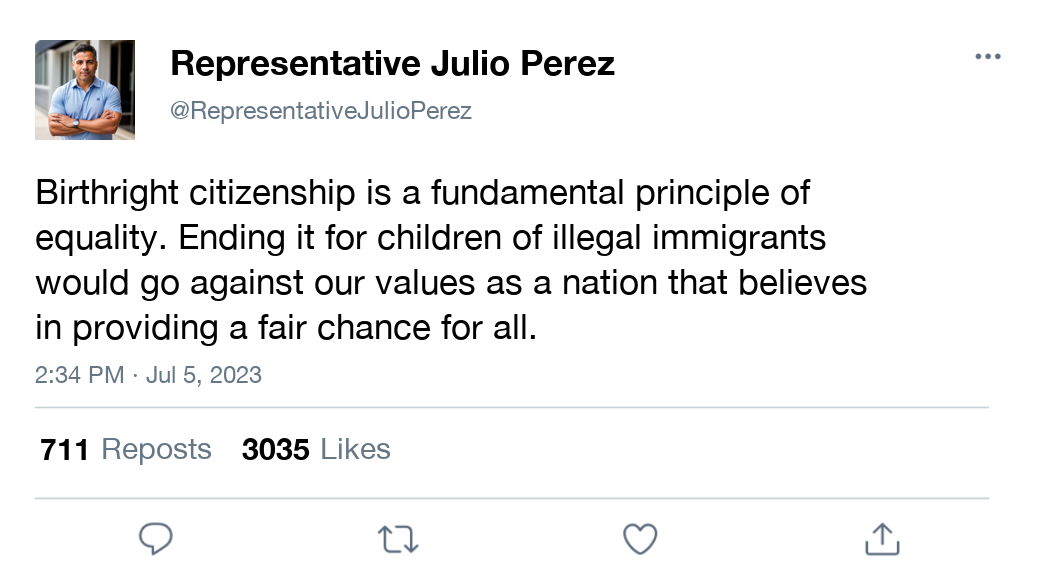 Representative Julio Perez
@RepresentativeJulioPerez
Birthright citizenship is a fundamental principle of
equality. Ending it for children of illegal immigrants
would go against our values as a nation that believes
in providing a fair chance for all.
2:34 PM · Jul 5, 2023
711 Reposts 3035 Likes